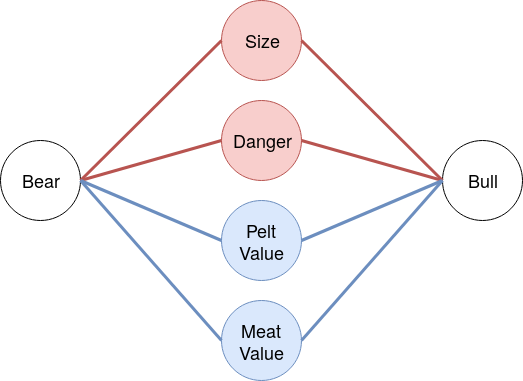 Size
Danger
Bear
Bull
Pelt
Value
Meat
Value